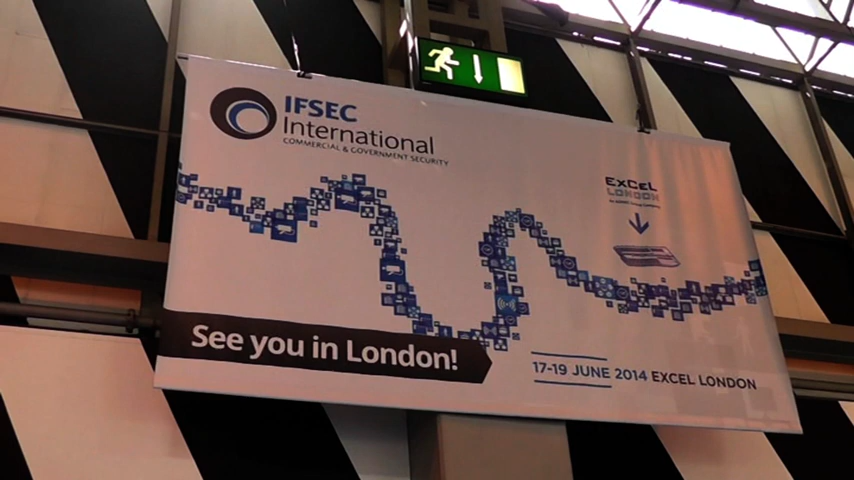 IFSEC
International
COMMERCIAL & GOVERNMENT SECURITY
ExCeL
LONDON
See you in London!
17-19 JUNE 2014 EXCEL LONDON